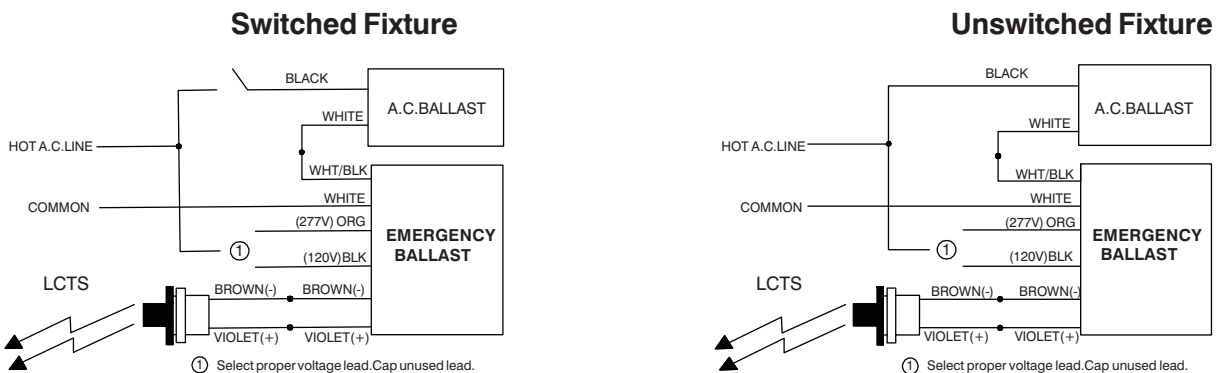 Switched Fixture
BLACK
A.C.BALLAST
WHITE
HOT A.C.LINE
WHT/BLK
WHITE
COMMON
(277V) ORG
EMERGENCY
BALLAST
①
(120V)BLK
LCTS
BROWN(-) BROWN(-)
VIOLET(+) VIOLET(+)
① Select proper voltage lead.Cap unused lead.
Unswitched Fixture
BLACK
A.C.BALLAST
WHITE
HOT A.C.LINE
WHT/BLK
WHITE
COMMON
(277V) ORG
EMERGENCY
BALLAST
①
(120V)BLK
LCTS
BROWN(-) BROWN(-)
VIOLET(+) VIOLET(+)
① Select proper voltage lead.Cap unused lead.